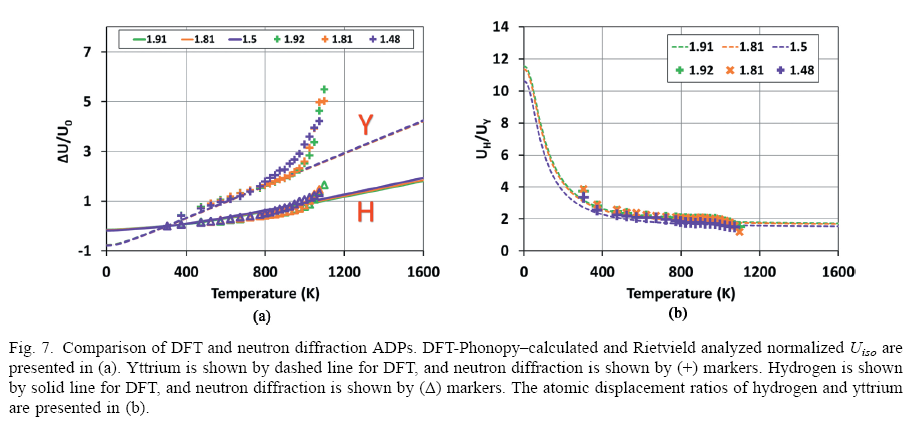 7
5
3
1
-1
ΔU/U₀
1.91 1.81 1.5 1.92 1.81 1.48
Y
H
0 400 800 1200 1600
Temperature (K)
(a)
14
12
10
8
6
4
2
0
U_H/U_Y
1.91 1.81 1.5
1.92 1.81 1.48
0 400 800 1200 1600
Temperature (K)
(b)
Fig. 7. Comparison of DFT and neutron diffraction ADPs. DFT-Phonopy–calculated and Rietvield analyzed normalized U_iso are
presented in (a). Yttrium is shown by dashed line for DFT, and neutron diffraction is shown by (+) markers. Hydrogen is shown
by solid line for DFT, and neutron diffraction is shown by (Δ) markers. The atomic displacement ratios of hydrogen and yttrium
are presented in (b).